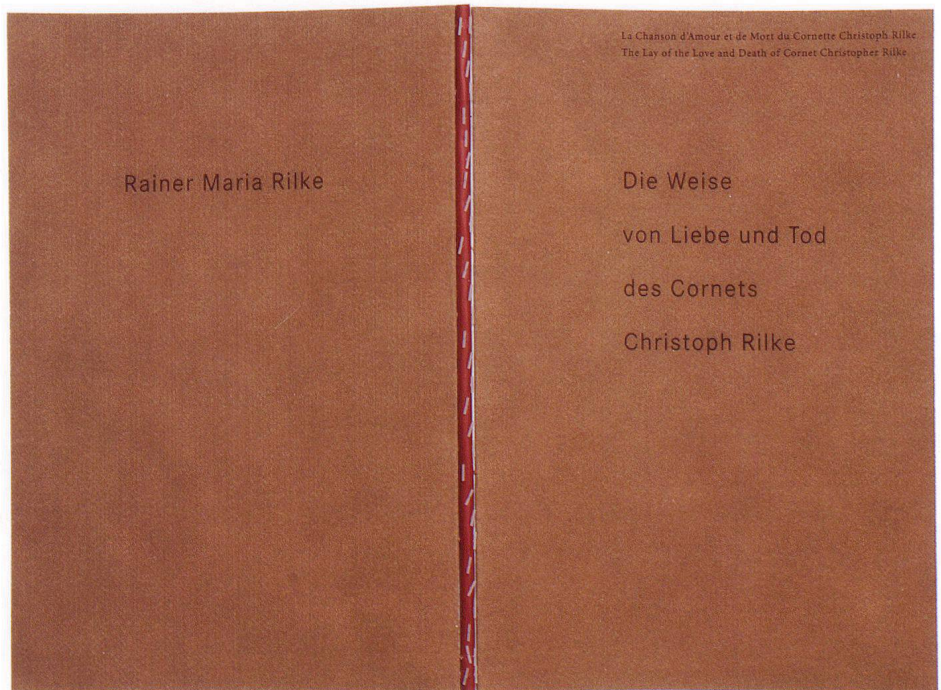 Rainer Maria Rilke
La Chanson d'Amour et de Mort du Cornette Christoph Rilke
The Lay of the Love and Death of Cornet Christopher Rilke
Die Weise
von Liebe und Tod
des Cornets
Christoph Rilke